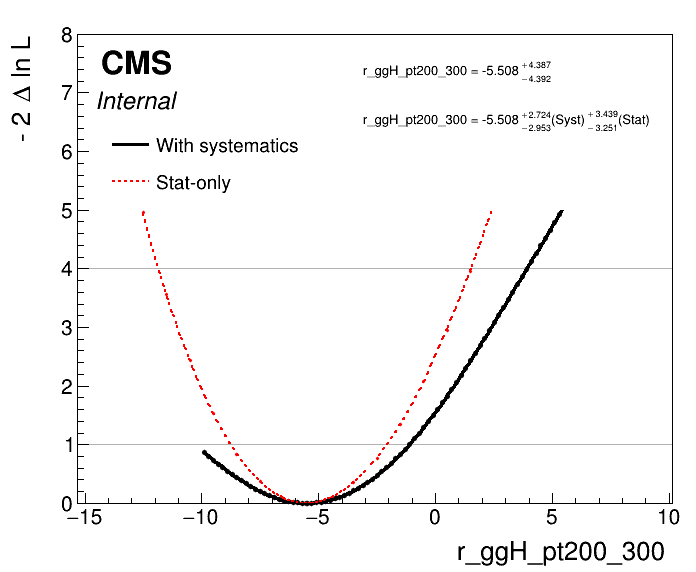 CMS
Internal
r_ggH_pt200_300 = -5.508 +4.387 −4.392
r_ggH_pt200_300 = -5.508 +2.724 −2.953 (Syst) +3.439 −3.251 (Stat)
With systematics
Stat-only
- 2 Δ ln L
8
7
6
5
4
3
2
1
0
−15 −10 −5 0 5 10
r_ggH_pt200_300